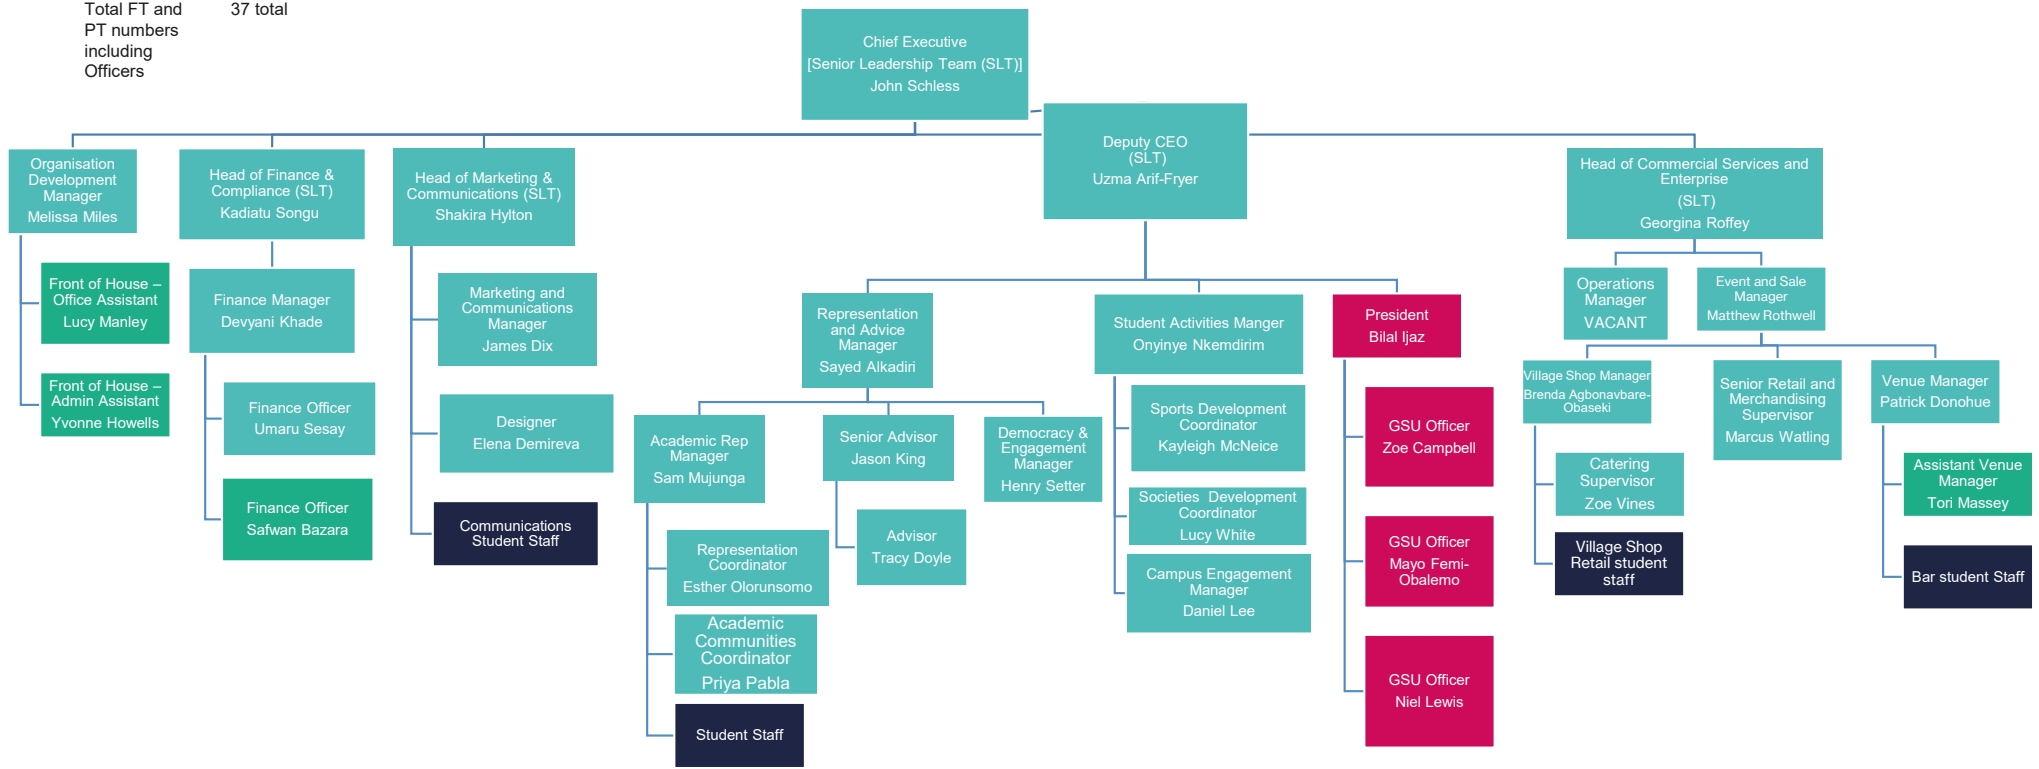 Total FT and
PT numbers
including
Officers
37 total
Chief Executive
[Senior Leadership Team (SLT)]
John Schless
Deputy CEO
(SLT)
Uzma Arif-Fryer
Organisation
Development
Manager
Melissa Miles
Head of Finance &
Compliance (SLT)
Kadiatu Songu
Head of Marketing &
Communications (SLT)
Shakira Hylton
Head of Commercial Services and
Enterprise
(SLT)
Georgina Roffey
Front of House –
Office Assistant
Lucy Manley
Front of House –
Admin Assistant
Yvonne Howells
Finance Manager
Devyani Khade
Finance Officer
Umaru Sesay
Finance Officer
Safwan Bazara
Marketing and
Communications
Manager
James Dix
Designer
Elena Demireva
Communications
Student Staff
Representation
and Advice
Manager
Sayed Alkadiri
Academic Rep
Manager
Sam Mujunga
Representation
Coordinator
Esther Olorunsomo
Academic
Communities
Coordinator
Priya Pabla
Student Staff
Senior Advisor
Jason King
Advisor
Tracy Doyle
Democracy &
Engagement
Manager
Henry Setter
Student Activities Manger
Onyinye Nkemdirim
Sports Development
Coordinator
Kayleigh McNeice
Societies  Development
Coordinator
Lucy White
Campus Engagement
Manager
Daniel Lee
President
Bilal Ijaz
GSU Officer
Zoe Campbell
GSU Officer
Mayo Femi-
Obalemo
GSU Officer
Niel Lewis
Operations
Manager
VACANT
Event and Sale
Manager
Matthew Rothwell
Village Shop Manager
Brenda Agbonavbare-
Obaseki
Catering
Supervisor
Zoe Vines
Village Shop
Retail student
staff
Senior Retail and
Merchandising
Supervisor
Marcus Watling
Venue Manager
Patrick Donohue
Assistant Venue
Manager
Tori Massey
Bar student Staff